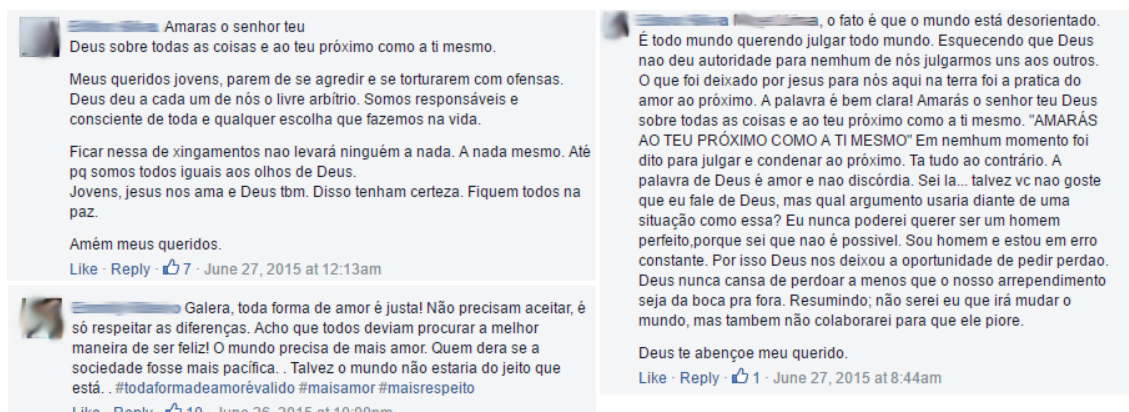 Amaras o senhor teu
Deus sobre todas as coisas e ao teu próximo como a ti mesmo.
Meus queridos jovens, parem de se agredir e se torturarem com ofensas.
Deus deu a cada um de nós o livre arbítrio. Somos responsáveis e
consciente de toda e qualquer escolha que fazemos na vida.
Ficar nessa de xingamentos nao levará ninguém a nada. A nada mesmo. Até
pq somos todos iguais aos olhos de Deus.
Jovens, jesus nos ama e Deus tbm. Disso tenham certeza. Fiquem todos na
paz.
Amém meus queridos.
Like · Reply · 7 · June 27, 2015 at 12:13am
Galera, toda forma de amor é justa! Não precisam aceitar, é
só respeitar as diferenças. Acho que todos deviam procurar a melhor
maneira de ser feliz! O mundo precisa de mais amor. Quem dera se a
sociedade fosse mais pacífica. . Talvez o mundo não estaria do jeito que
está. . #todaformadeamorévalido #maisamor #maisrespeito
Like · Reply · 10 · June 26, 2015 at 10:00pm
, o fato é que o mundo está desorientado.
É todo mundo querendo julgar todo mundo. Esquecendo que Deus
nao deu autoridade para nenhum de nós julgarmos uns aos outros.
O que foi deixado por jesus para nós aqui na terra foi a pratica do
amor ao próximo. A palavra é bem clara! Amarás o senhor teu Deus
sobre todas as coisas e ao teu próximo como a ti mesmo. "AMARÁS
AO TEU PRÓXIMO COMO A TI MESMO" Em nenhum momento foi
dito para julgar e condenar ao próximo. Ta tudo ao contrário. A
palavra de Deus é amor e nao discórdia. Sei la... talvez vc nao goste
que eu fale de Deus, mas qual argumento usaria diante de uma
situação como essa? Eu nunca poderei querer ser um homem
perfeito,porque sei que nao é possivel. Sou homem e estou em erro
constante. Por isso Deus nos deixou a oportunidade de pedir perdao.
Deus nunca cansa de perdoar a menos que o nosso arrependimento
seja da boca pra fora. Resumindo; não serei eu que irá mudar o
mundo, mas tambem não colaborarei para que ele piore.
Deus te abençoe meu querido.
Like · Reply · 1 · June 27, 2015 at 8:44am